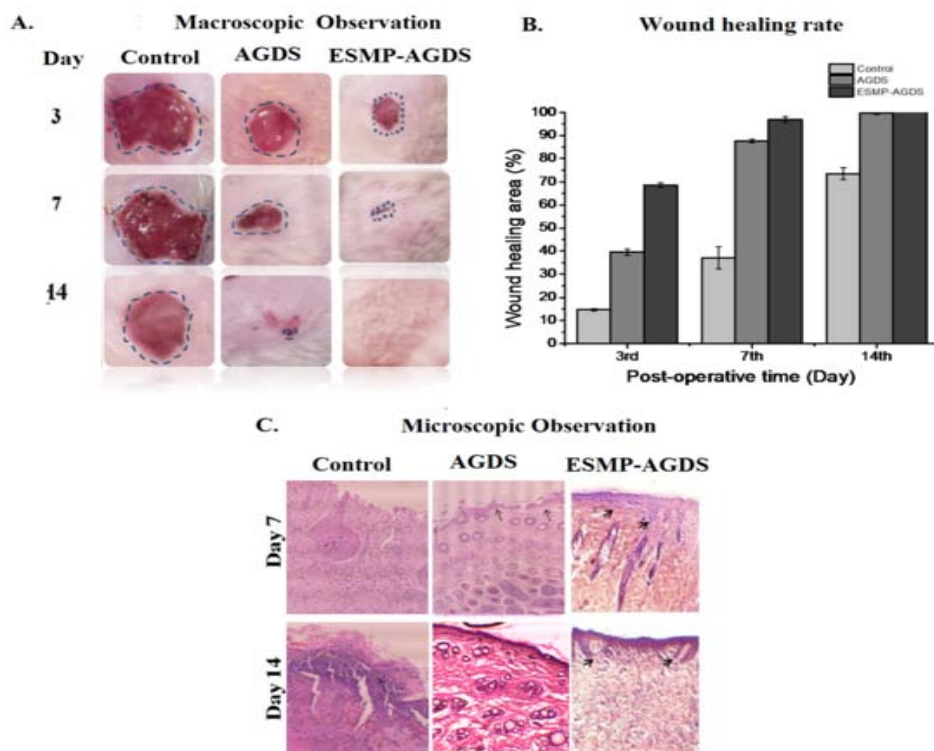 A.
Macroscopic Observation
Day
Control
AGDS
ESMP-AGDS
3
7
14
B.
Wound healing rate
Control
AGDS
ESMP-AGDS
Wound healing area (%)
100
90
80
70
60
50
40
30
20
10
0
3rd
7th
14th
Post-operative time (Day)
C.
Microscopic Observation
Control
AGDS
ESMP-AGDS
Day 7
Day 14